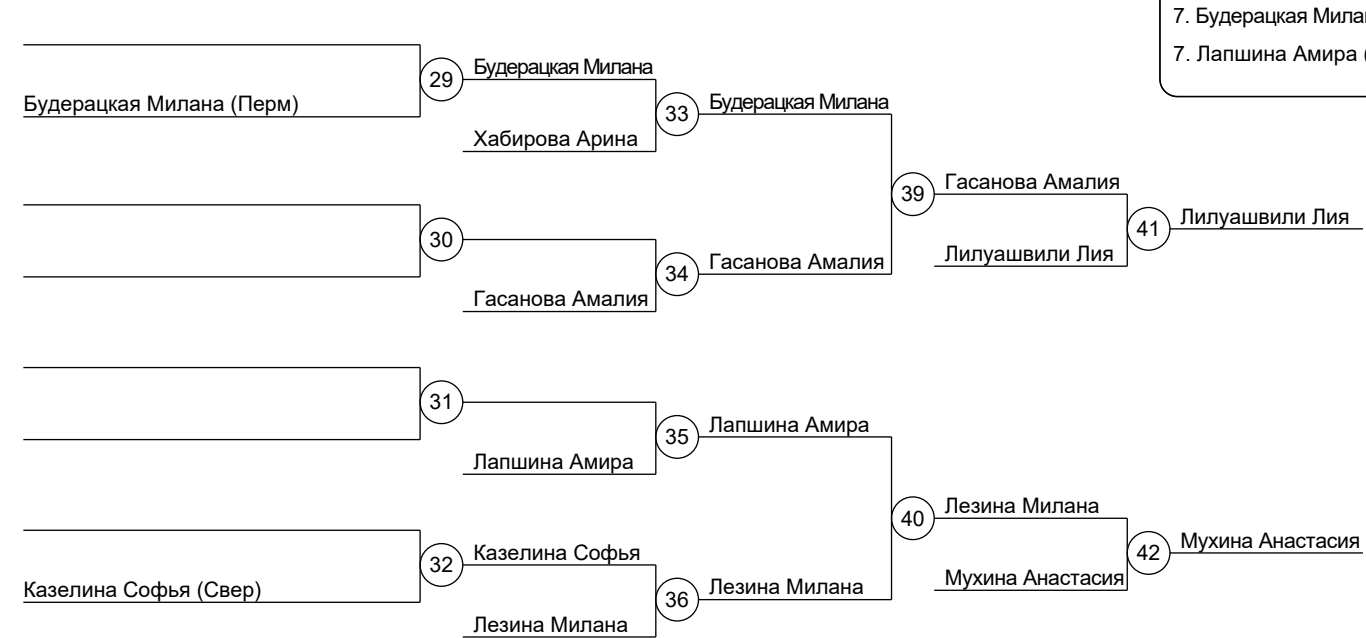 7. Будерацкая Мила
7. Лапшина Амира (
29
Будерацкая Милана
Будерацкая Милана (Перм)
33
Будерацкая Милана
Хабирова Арина
39
Гасанова Амалия
41
Лилуашвили Лия
30
34
Гасанова Амалия
Лилуашвили Лия
Гасанова Амалия
31
35
Лапшина Амира
Лапшина Амира
40
Лезина Милана
42
Мухина Анастасия
32
Казелина Софья
Казелина Софья (Свер)
36
Лезина Милана
Мухина Анастасия
Лезина Милана